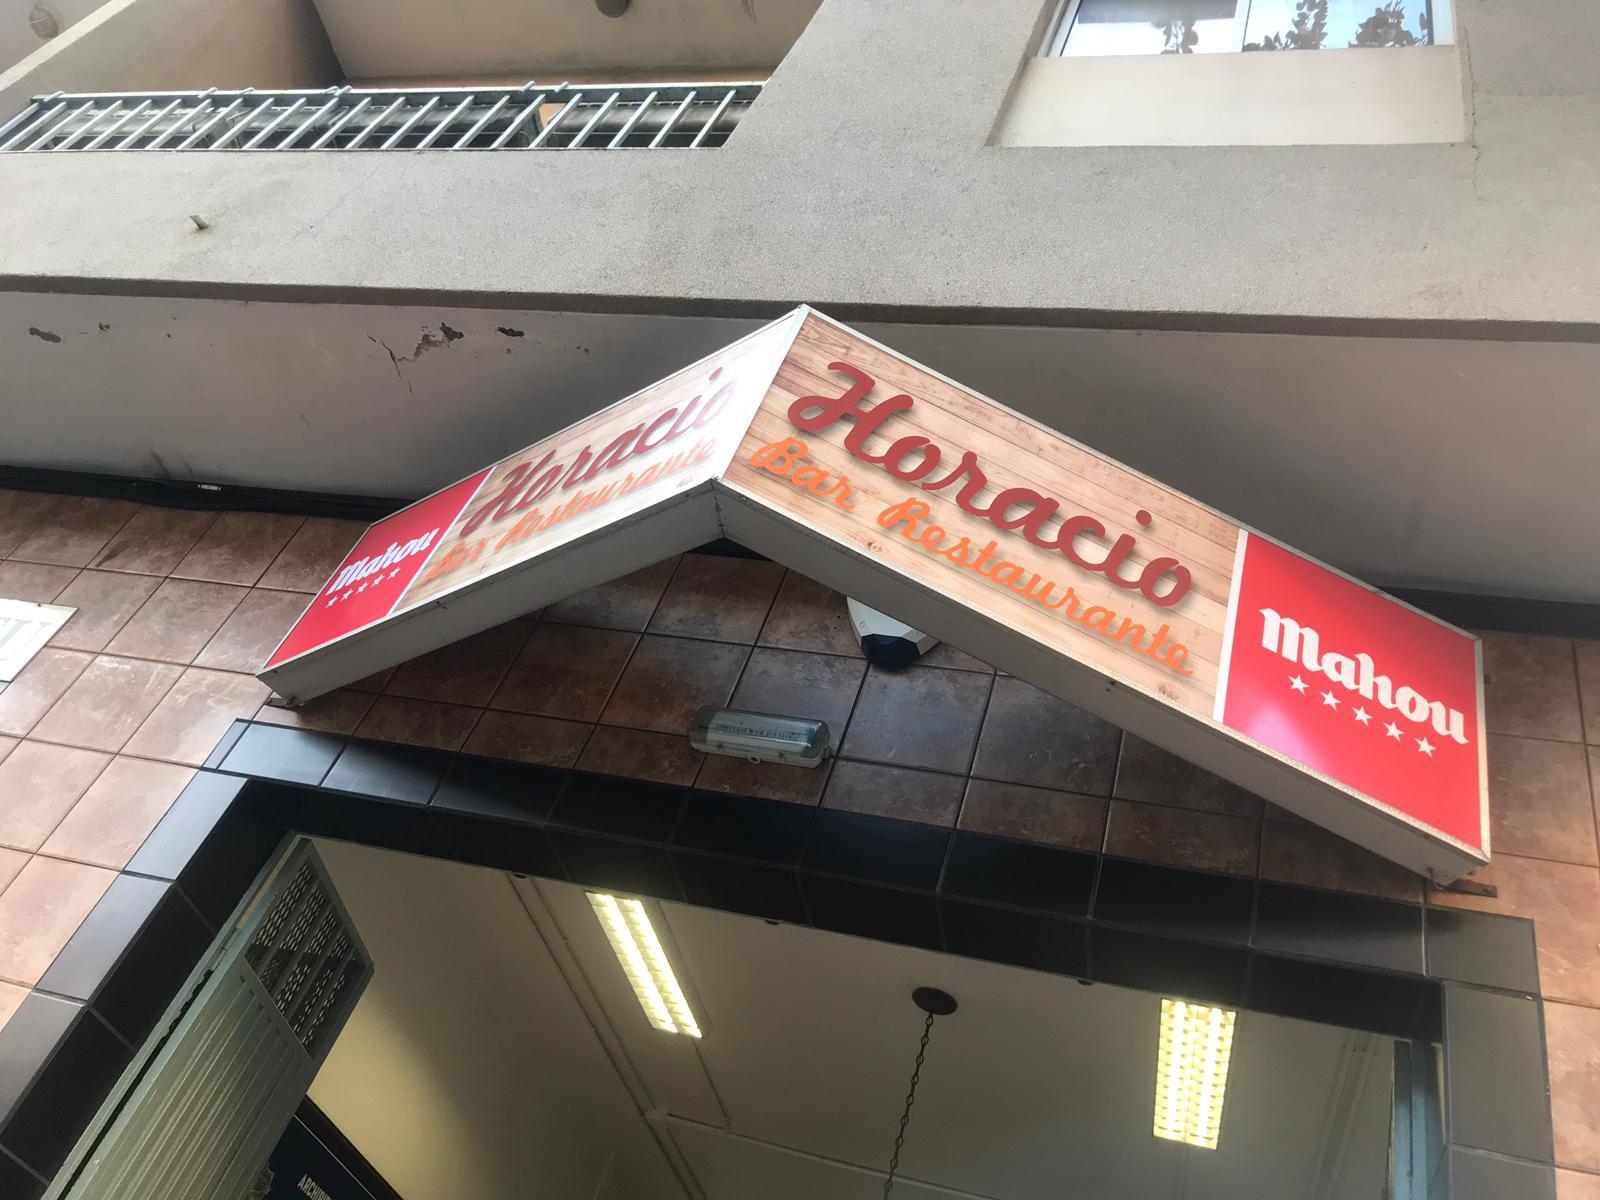 Horacio
Bar Restaurante
mahou
★★★★★
Horacio
Bar Restaurante
mahou
★★★★★